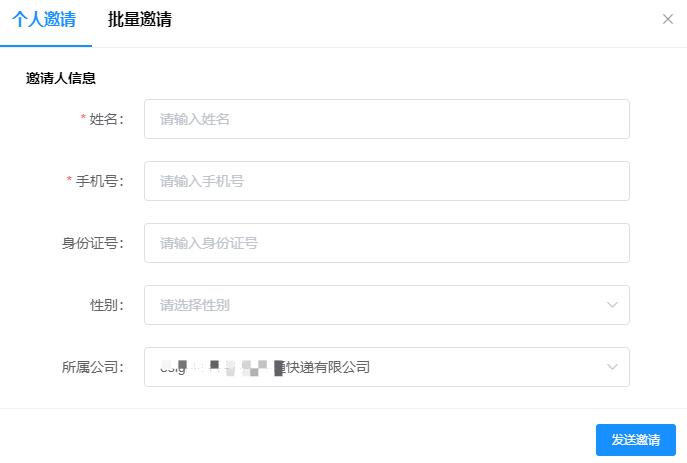 个人邀请 批量邀请
邀请人信息
* 姓名： 请输入姓名
* 手机号： 请输入手机号
身份证号： 请输入身份证号
性别： 请选择性别
所属公司： 快递有限公司
发送邀请